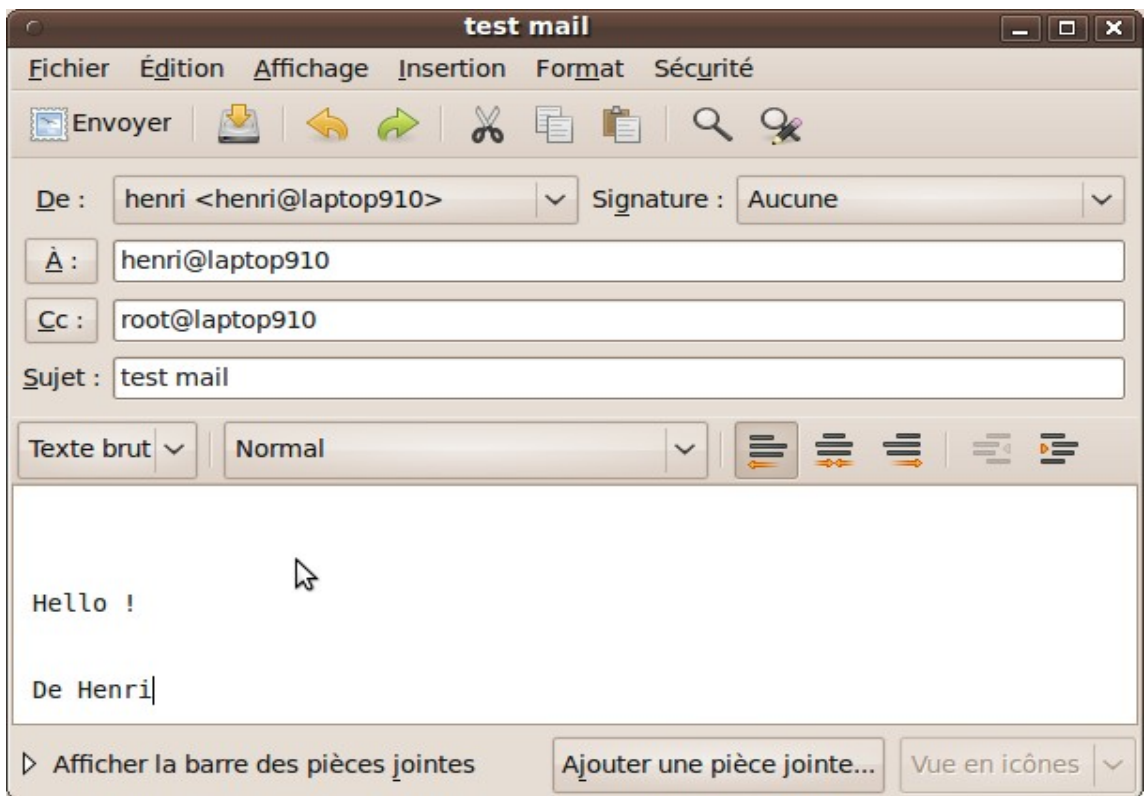 test mail
Fichier Édition Affichage Insertion Format Sécurité
Envoyer
De : henri <henri@laptop910> Signature : Aucune
À : henri@laptop910
Cc : root@laptop910
Sujet : test mail
Texte brut Normal
Hello !
De Henri
Afficher la barre des pièces jointes Ajouter une pièce jointe... Vue en icônes